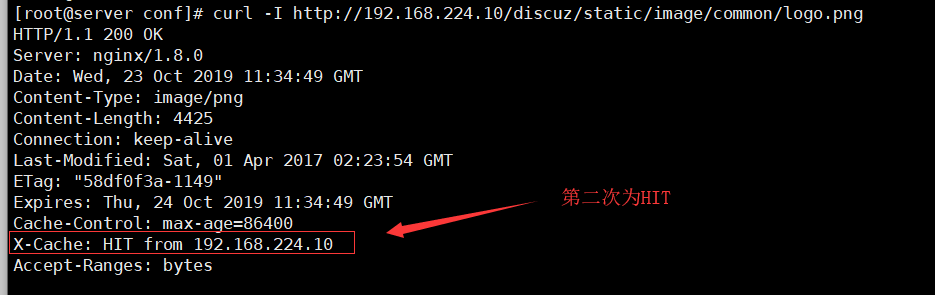 [root@server conf]# curl -I http://192.168.224.10/discuz/static/image/common/logo.png
HTTP/1.1 200 OK
Server: nginx/1.8.0
Date: Wed, 23 Oct 2019 11:34:49 GMT
Content-Type: image/png
Content-Length: 4425
Connection: keep-alive
Last-Modified: Sat, 01 Apr 2017 02:23:54 GMT
ETag: "58df0f3a-1149"
Expires: Thu, 24 Oct 2019 11:34:49 GMT
第二次为HIT
Cache-Control: max-age=86400
X-Cache: HIT from 192.168.224.10
Accept-Ranges: bytes